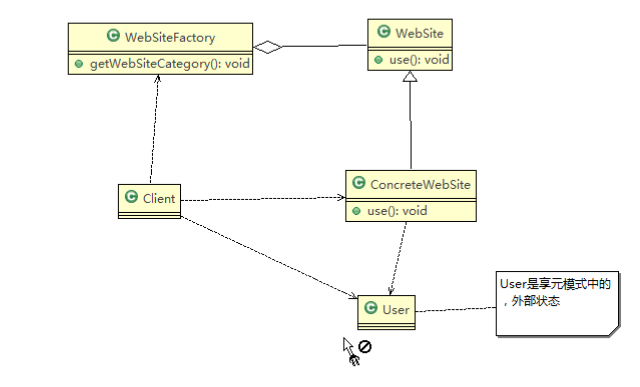 WebSiteFactory
getWebSiteCategory(): void
WebSite
use(): void
Client
ConcreteWebSite
use(): void
User
User是享元模式中的
，外部状态